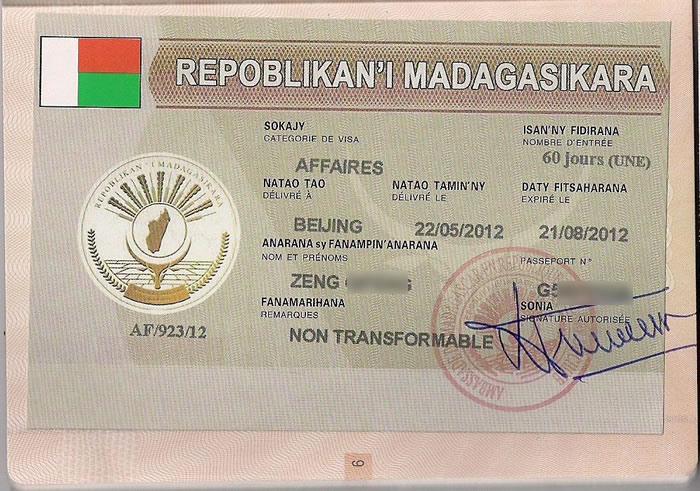 REPOBLIKAN'I MADAGASIKARA
SOKAJY
CATEGORIE DE VISA
AFFAIRES
ISAN'NY FIDIRANA
NOMBRE D'ENTRÉE
60 jours (UNE)
NATAO TAO
DÉLIVRÉ À
BEIJING
NATAO TAMIN'NY
DÉLIVRÉ LE
22/05/2012
DATY FITSAHARANA
EXPIRÉ LE
21/08/2012
ANARANA sy FANAMPIN'ANARANA
NOM ET PRÉNOMS
ZENG
PASSEPORT N°
G5
FANAMARIHANA
REMARQUES
NON TRANSFORMABLE
SONIA
SIGNATURE AUTORISÉE
REPOBLIKAN'I MADAGASIKARA
AF/923/12
9